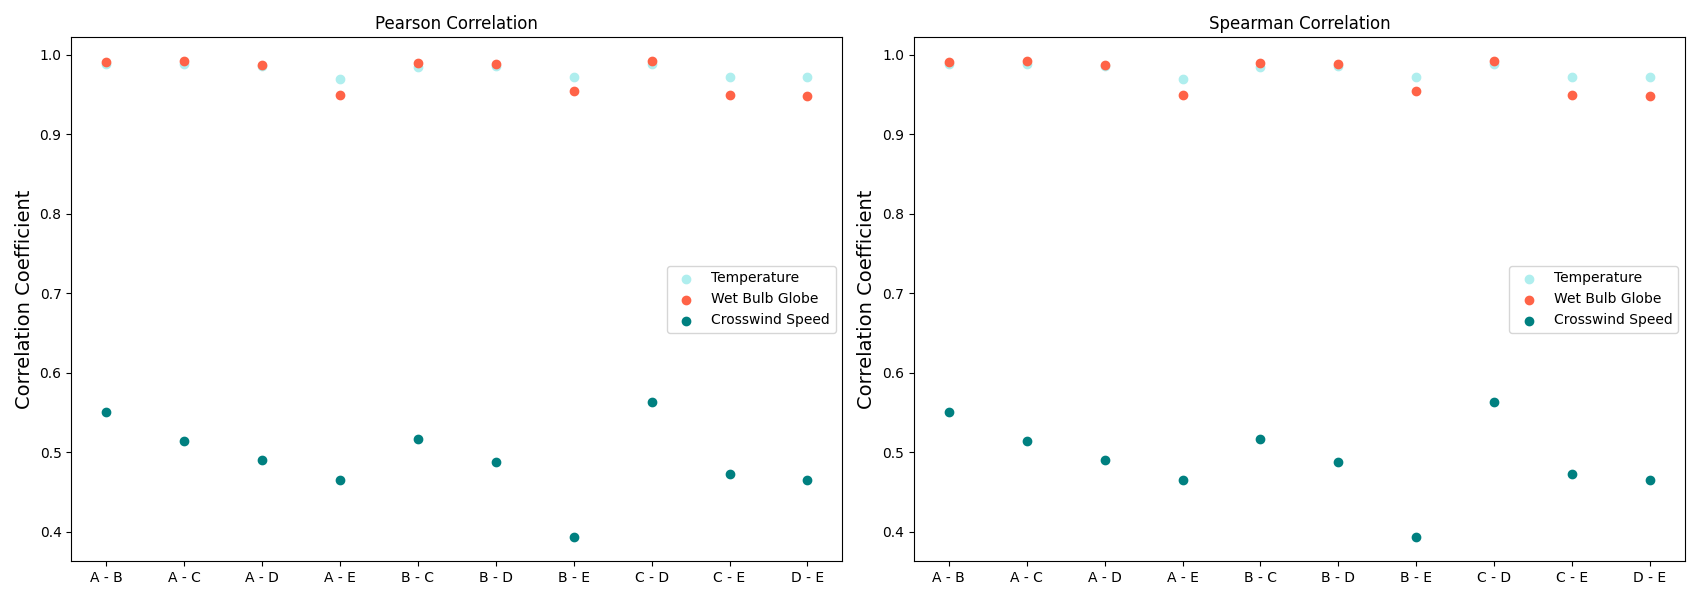 Pearson Correlation
Correlation Coefficient
1.0
0.9
0.8
0.7
0.6
0.5
0.4
Temperature
Wet Bulb Globe
Crosswind Speed
A - B A - C A - D A - E B - C B - D B - E C - D C - E D - E
Spearman Correlation
Correlation Coefficient
1.0
0.9
0.8
0.7
0.6
0.5
0.4
Temperature
Wet Bulb Globe
Crosswind Speed
A - B A - C A - D A - E B - C B - D B - E C - D C - E D - E